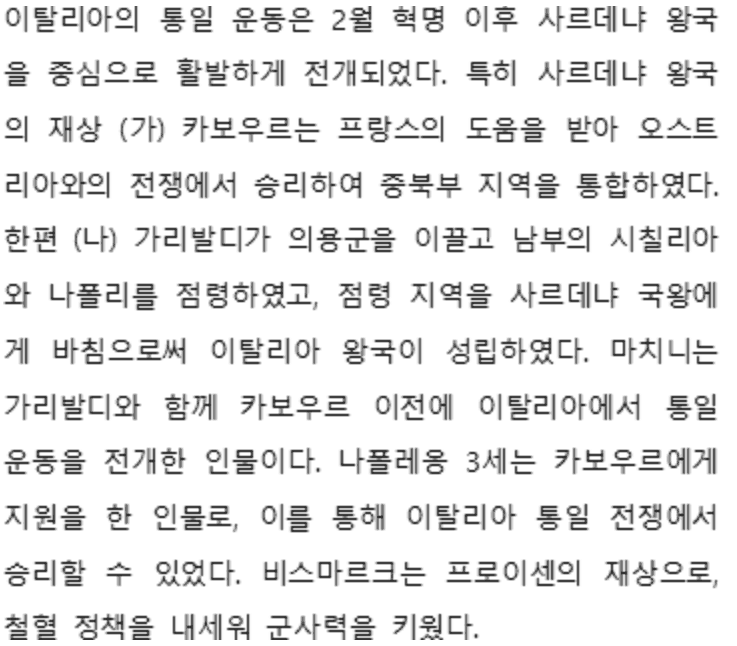 이탈리아의 통일 운동은 2월 혁명 이후 사르데냐 왕국
을 중심으로 활발하게 전개되었다. 특히 사르데냐 왕국
의 재상 (가) 카보우르는 프랑스의 도움을 받아 오스트
리아와의 전쟁에서 승리하여 중북부 지역을 통합하였다.
한편 (나) 가리발디가 의용군을 이끌고 남부의 시칠리아
와 나폴리를 점령하였고, 점령 지역을 사르데냐 국왕에
게 바침으로써 이탈리아 왕국이 성립하였다. 마치니는
가리발디와 함께 카보우르 이전에 이탈리아에서 통일
운동을 전개한 인물이다. 나폴레옹 3세는 카보우르에게
지원을 한 인물로, 이를 통해 이탈리아 통일 전쟁에서
승리할 수 있었다. 비스마르크는 프로이센의 재상으로,
철혈 정책을 내세워 군사력을 키웠다.